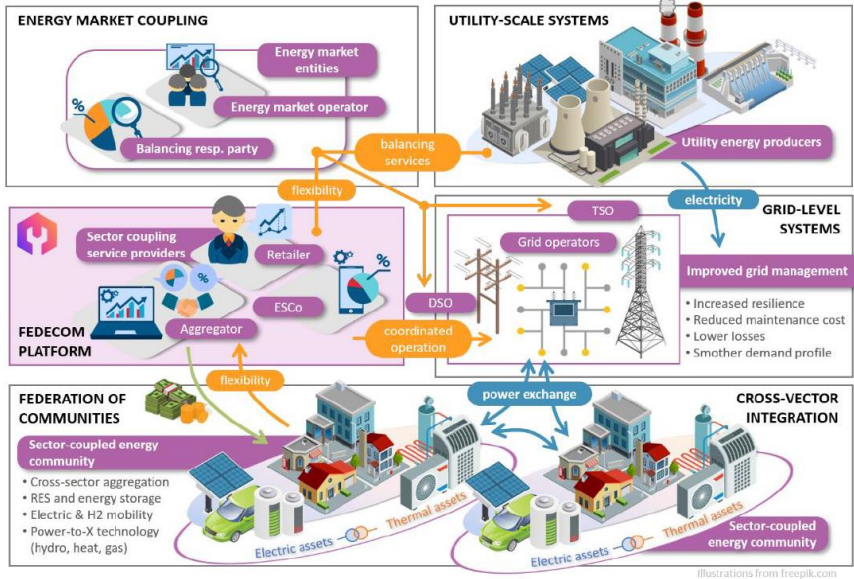 ENERGY MARKET COUPLING
Energy market
entities
Energy market operator
%
Balancing resp. party
UTILITY-SCALE SYSTEMS
Utility energy producers
balancing
services
flexibility
electricity
Sector coupling
service providers
Retailer
%
%
ESCo
Aggregator
FEDECOM
PLATFORM
coordinated
operation
DSO
TSO
Grid operators
GRID-LEVEL
SYSTEMS
Improved grid management
• Increased resilience
• Reduced maintenance cost
• Lower losses
• Smother demand profile
flexibility
power exchange
FEDERATION OF
COMMUNITIES
Sector-coupled energy
community
• Cross-sector aggregation
• RES and energy storage
• Electric & H2 mobility
• Power-to-X technology
(hydro, heat, gas)
Electric assets
Thermal assets
CROSS-VECTOR
INTEGRATION
Electric assets
Thermal assets
Sector-coupled
energy community
Illustrations from freepik.com